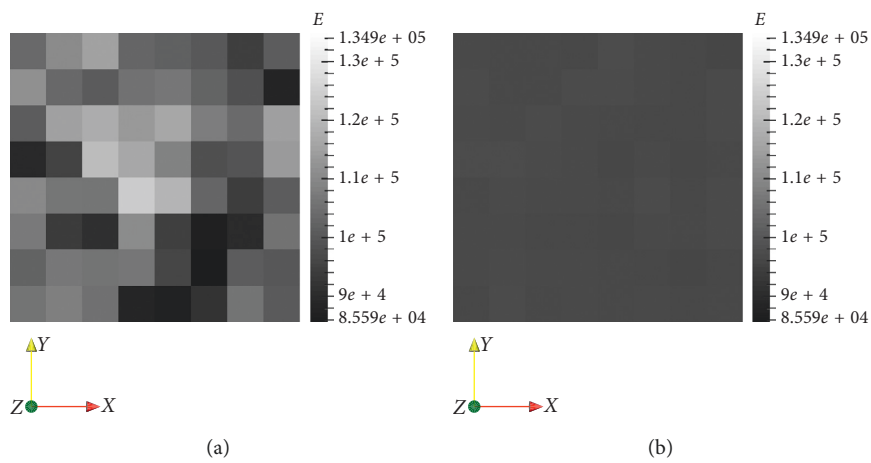 E
1.349e + 05
1.3e + 5
1.2e + 5
1.1e + 5
1e + 5
9e + 4
8.559e + 04
Y
Z
X
(a)
E
1.349e + 05
1.3e + 5
1.2e + 5
1.1e + 5
1e + 5
9e + 4
8.559e + 04
Y
Z
X
(b)